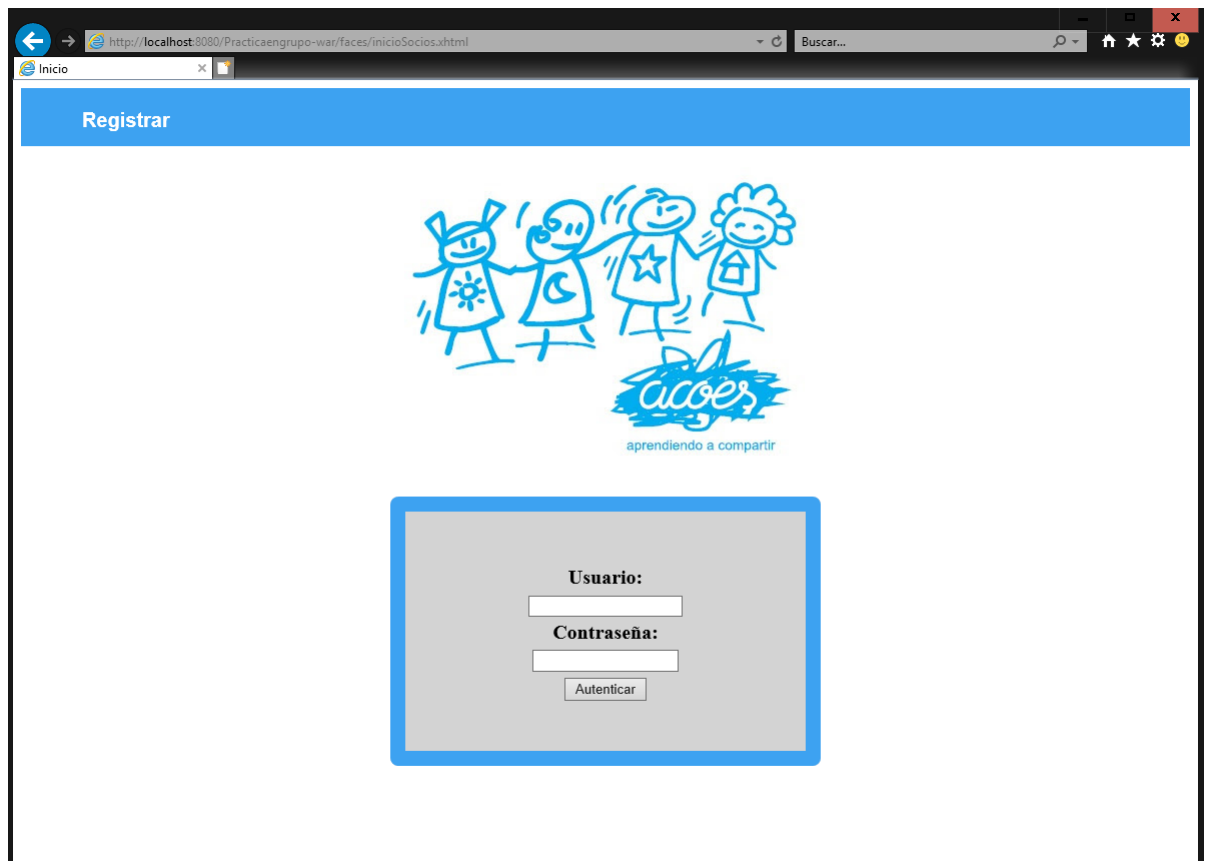 http://localhost:8080/Practicaengrupo-war/faces/inicioSocios.xhtml
Buscar...
Inicio
Registrar
acoes
aprendiendo a compartir
Usuario:
Contraseña:
Autenticar